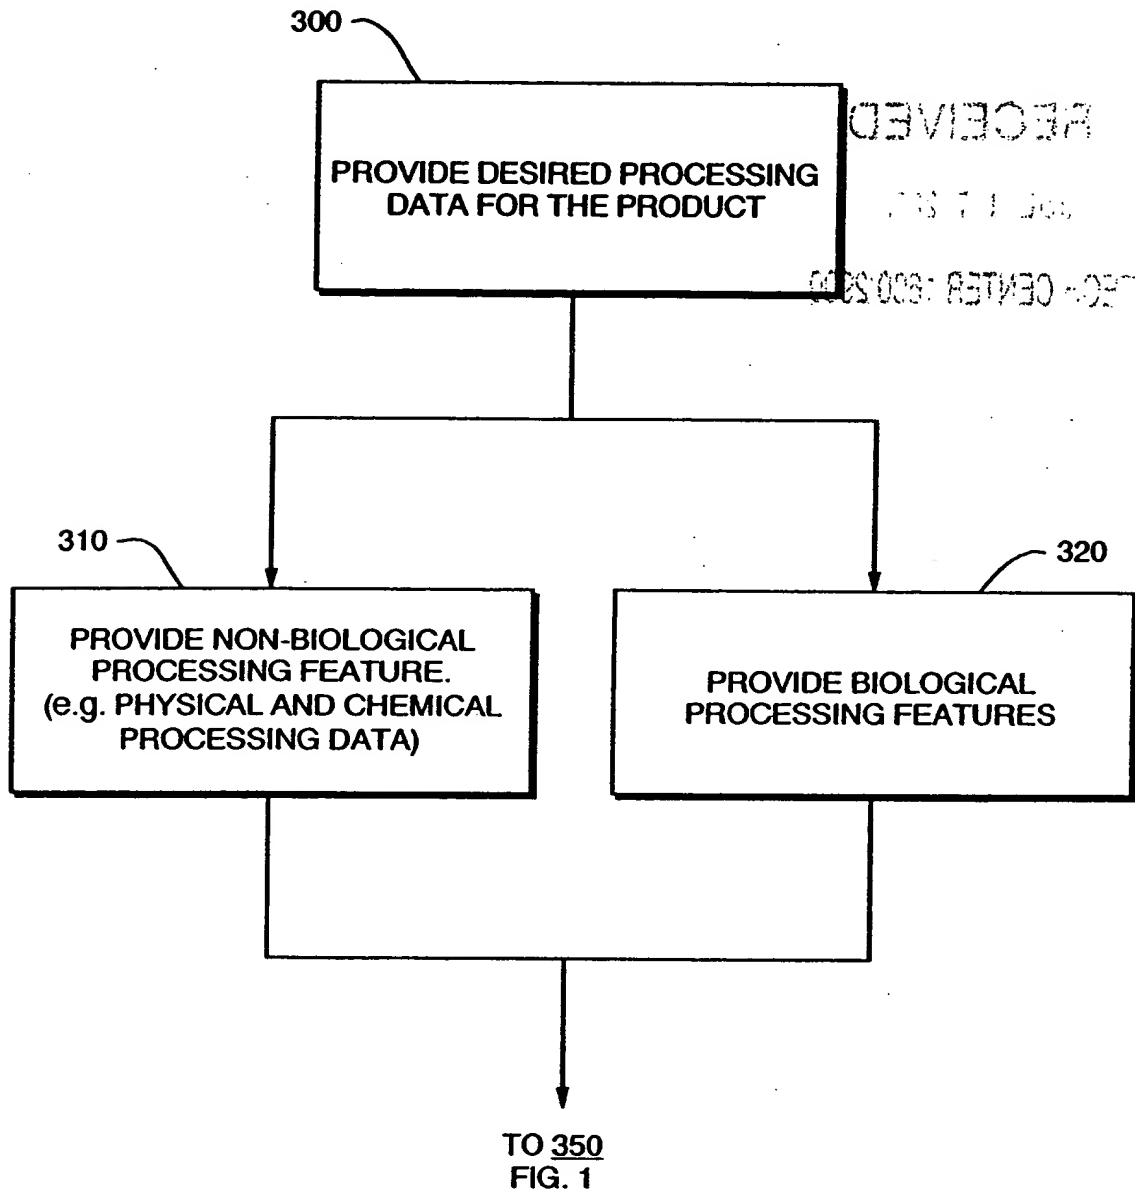 300
PROVIDE DESIRED PROCESSING
DATA FOR THE PRODUCT
RECEIVED
CENTER
310
320
PROVIDE NON-BIOLOGICAL
PROCESSING FEATURE.
(e.g. PHYSICAL AND CHEMICAL
PROCESSING DATA)
PROVIDE BIOLOGICAL
PROCESSING FEATURES
TO 350
FIG. 1